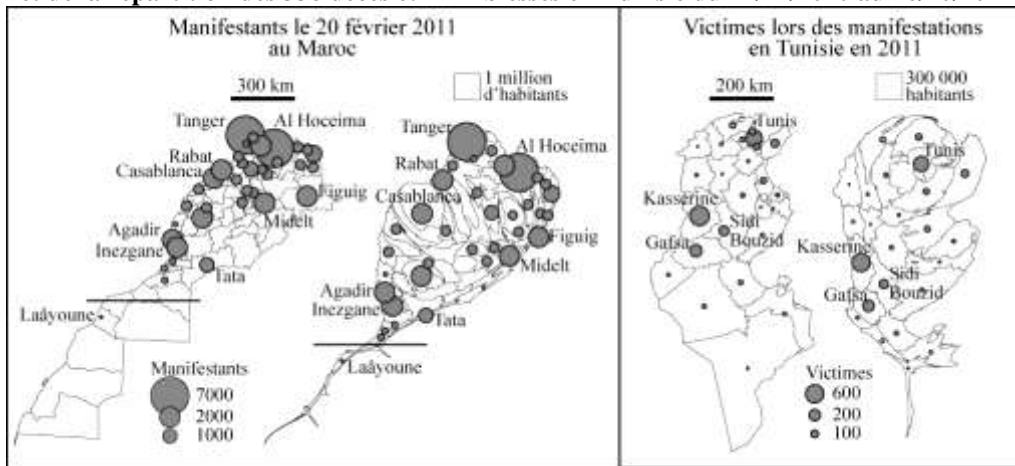 Manifestants le 20 février 2011
au Maroc
300 km
1 million
d'habitants
Tanger
Al Hoceima
Rabat
Casablanca
Figuig
Midelt
Agadir
Inezgane
Tata
Laâyoune
Manifestants
7000
2000
1000
Tanger
Al Hoceima
Rabat
Casablanca
Figuig
Midelt
Agadir
Inezgane
Tata
Laâyoune
Victimes lors des manifestations
en Tunisie en 2011
200 km
300 000
habitants
Tunis
Kasserine
Sidi
Bouzid
Gafsa
Tunis
Kasserine
Sidi
Bouzid
Gafsa
Victimes
600
200
100